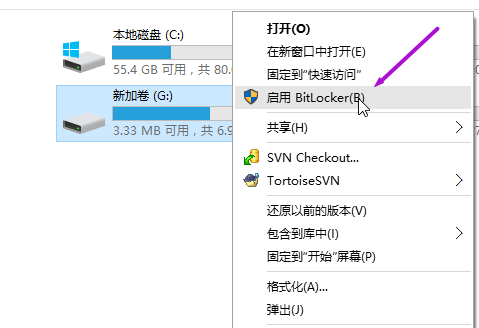 本地磁盘 (C:)
55.4 GB 可用，共 80.
新加卷 (G:)
3.33 MB 可用，共 6.9
打开(O)
在新窗口中打开(E)
固定到"快速访问"
启用 BitLocker(B)
共享(H)
SVN Checkout...
TortoiseSVN
还原以前的版本(V)
包含到库中(I)
固定到"开始"屏幕(P)
格式化(A)...
弹出(J)